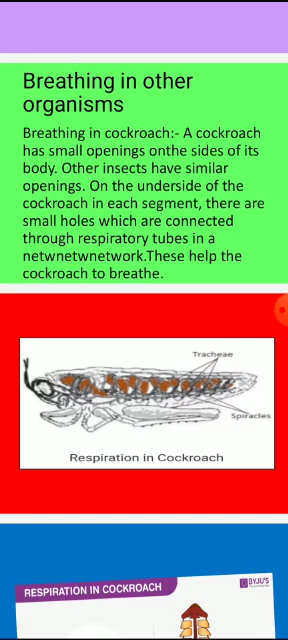 Breathing in other
organisms
Breathing in cockroach:- A cockroach
has small openings onthe sides of its
body. Other insects have similar
openings. On the underside of the
cockroach in each segment, there are
small holes which are connected
through respiratory tubes in a
netwnetwnetwork.These help the
cockroach to breathe.
Tracheae
Spiracles
Respiration in Cockroach
RESPIRATION IN COCKROACH
BYJU'S